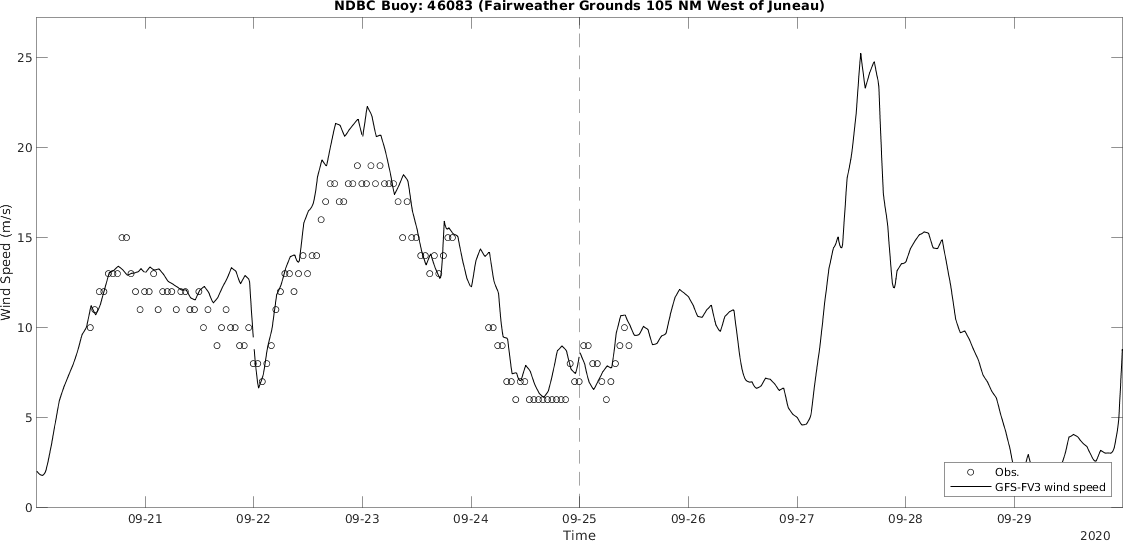 NDBC Buoy: 46083 (Fairweather Grounds 105 NM West of Juneau)
Wind Speed (m/s)
25
20
15
10
5
0
09-21 09-22 09-23 09-24 09-25 09-26 09-27 09-28 09-29
Time
2020
Obs.
GFS-FV3 wind speed